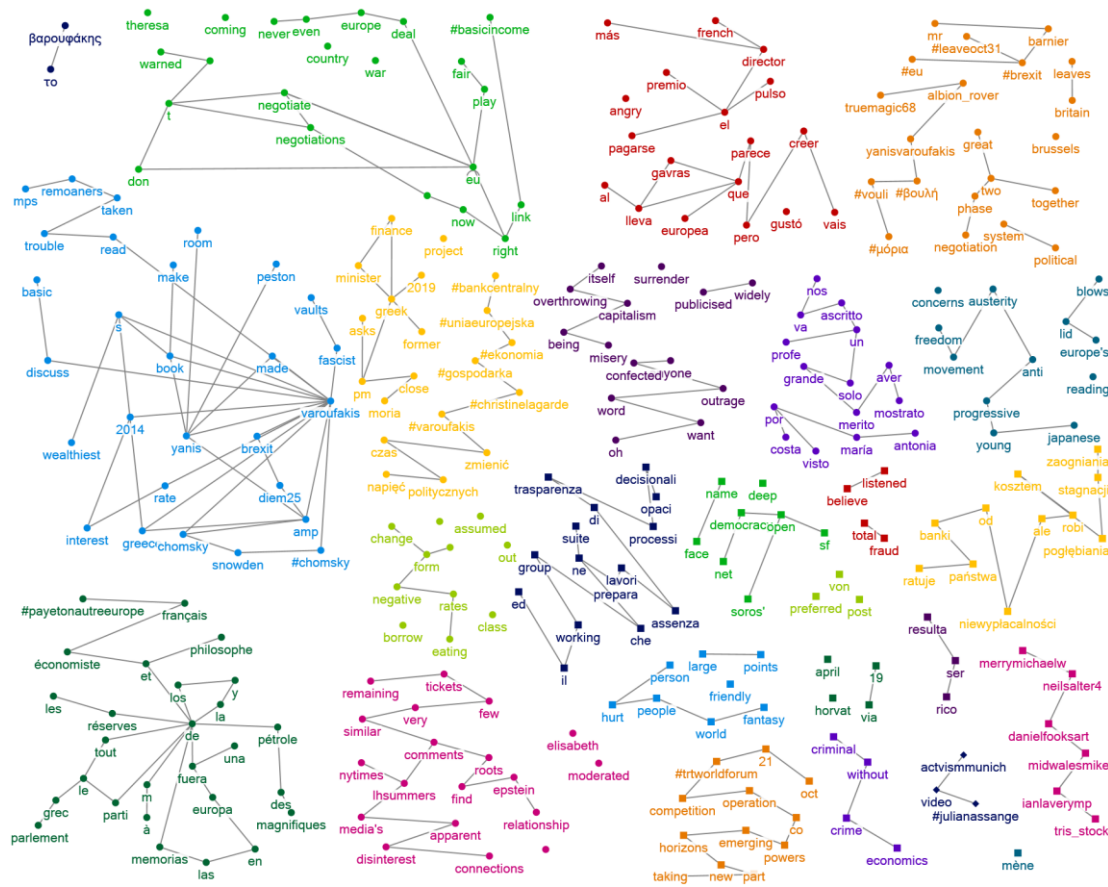 βαρουφάκης
το
theresa
coming
never
even
europe
deal
#basicincome
warned
country
war
fair
play
t
negotiate
negotiations
don
eu
now
link
right
más
french
director
premio
pulso
angry
el
pagarse
parece
creer
gavras
que
al
lleva
europea
pero
gustó
vais
mr
#leaveoct31
barnier
#eu
#brexit
leaves
truemagic68
albion_rover
britain
yanisvaroufakis
great
brussels
#vouli
#βουλή
two
together
phase
#μόρια
negotiation
system
political
mps
remoaners
taken
trouble
read
room
make
peston
basic
s
vaults
discuss
book
made
fascist
varoufakis
2014
yanis
brexit
wealthiest
rate
diem25
interest
chomsky
amp
snowden
#chomsky
finance
project
minister
2019
greek
#bankcentralny
asks
former
#uniaeuropejska
#ekonomia
pm
close
#gospodarka
moria
#christinelagarde
#varoufakis
czas
zmienić
napięć
politycznych
itself
surrender
overthrowing
capitalism
publicised
widely
being
misery
confected
outrage
word
want
oh
nos
va
ascritto
un
profe
grande
solo
aver
mostrato
por
merito
costa
visto
maría
antonia
concerns
austerity
blows
freedom
lid
movement
europe's
anti
reading
progressive
young
japanese
zaogniania
kosztem
stagnacji
banki
od
ale
robi
pogłębiania
ratuje
państwa
niewypłacalności
change
assumed
form
out
negative
rates
class
borrow
eating
trasparenza
decisionali
di
opaci
suite
processi
group
ne
lavori
ed
prepara
assenza
working
che
il
name
deep
open
face
net
sf
soros'
listened
believe
total
fraud
von
preferred
post
#payetonautreeurope
français
économiste
philosophe
et
los
y
les
la
réserves
de
tout
pétrole
fuera
una
le
m
europa
grec
parti
à
des
parlement
magnifiques
memorias
en
las
remaining
tickets
few
very
similar
comments
nytimes
roots
lhsummers
find
epstein
media's
relationship
apparent
disinterest
connections
elisabeth
moderated
large
points
person
friendly
hurt
people
fantasy
world
april
19
horvat
via
resulta
ser
rico
merrymichaelw
neilsalter4
danielfooksart
midwalesmike
ianlaverymp
tris_stock
21
#trtworldforum
oct
competition
operation
co
horizons
emerging
powers
taking
new
part
criminal
without
crime
economics
actvismmunich
video
#julianassange
mène